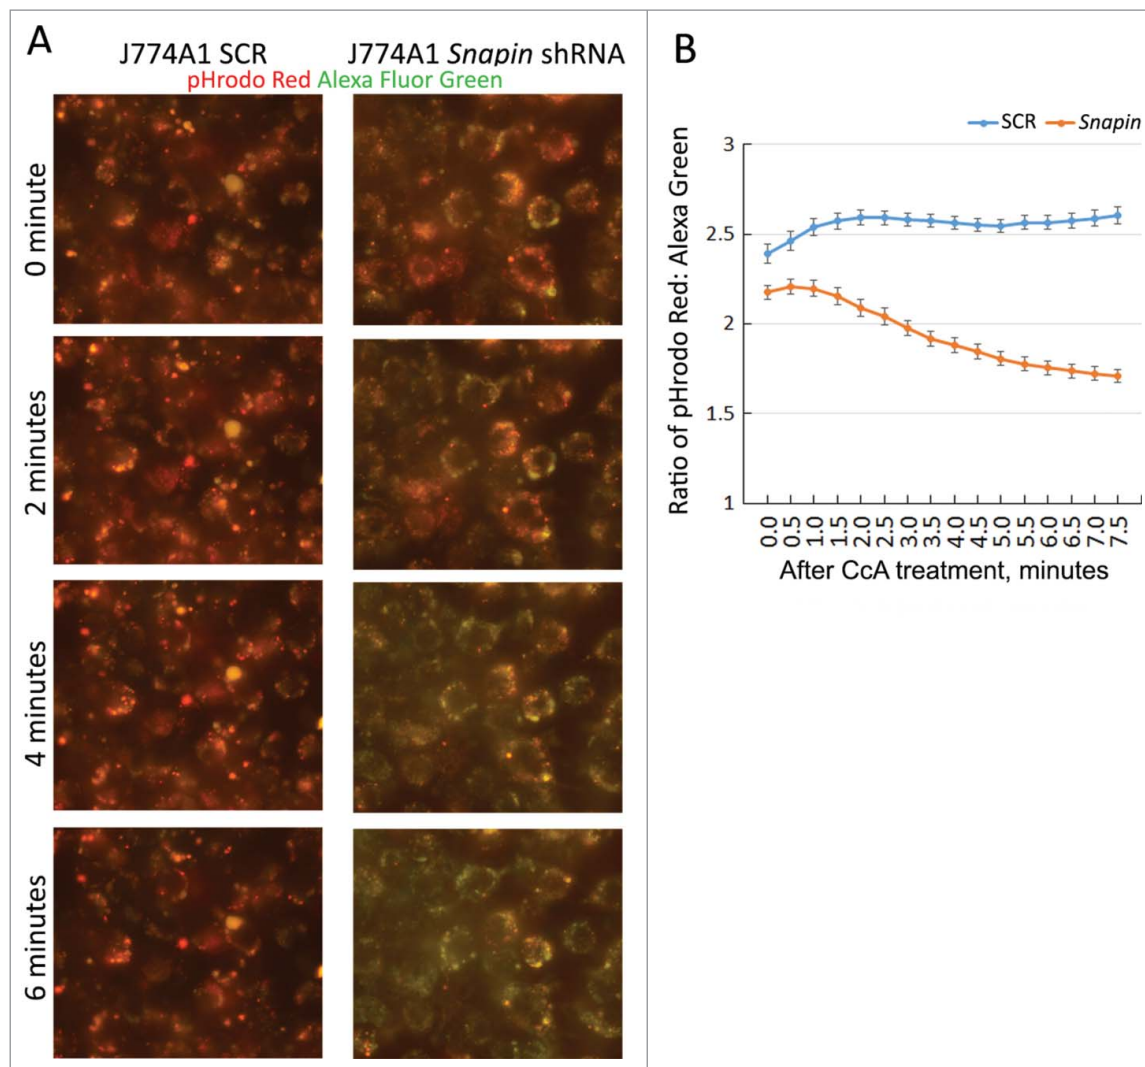 A
J774A1 SCR
J774A1 Snapin shRNA
pHrodo Red Alexa Fluor Green
0 minute
2 minutes
4 minutes
6 minutes
B
SCR Snapin
Ratio of pHrodo Red: Alexa Green
3
2.5
2
1.5
1
0.0 0.5 1.0 1.5 2.0 2.5 3.0 3.5 4.0 4.5 5.0 5.5 6.0 6.5 7.0 7.5
After CcA treatment, minutes